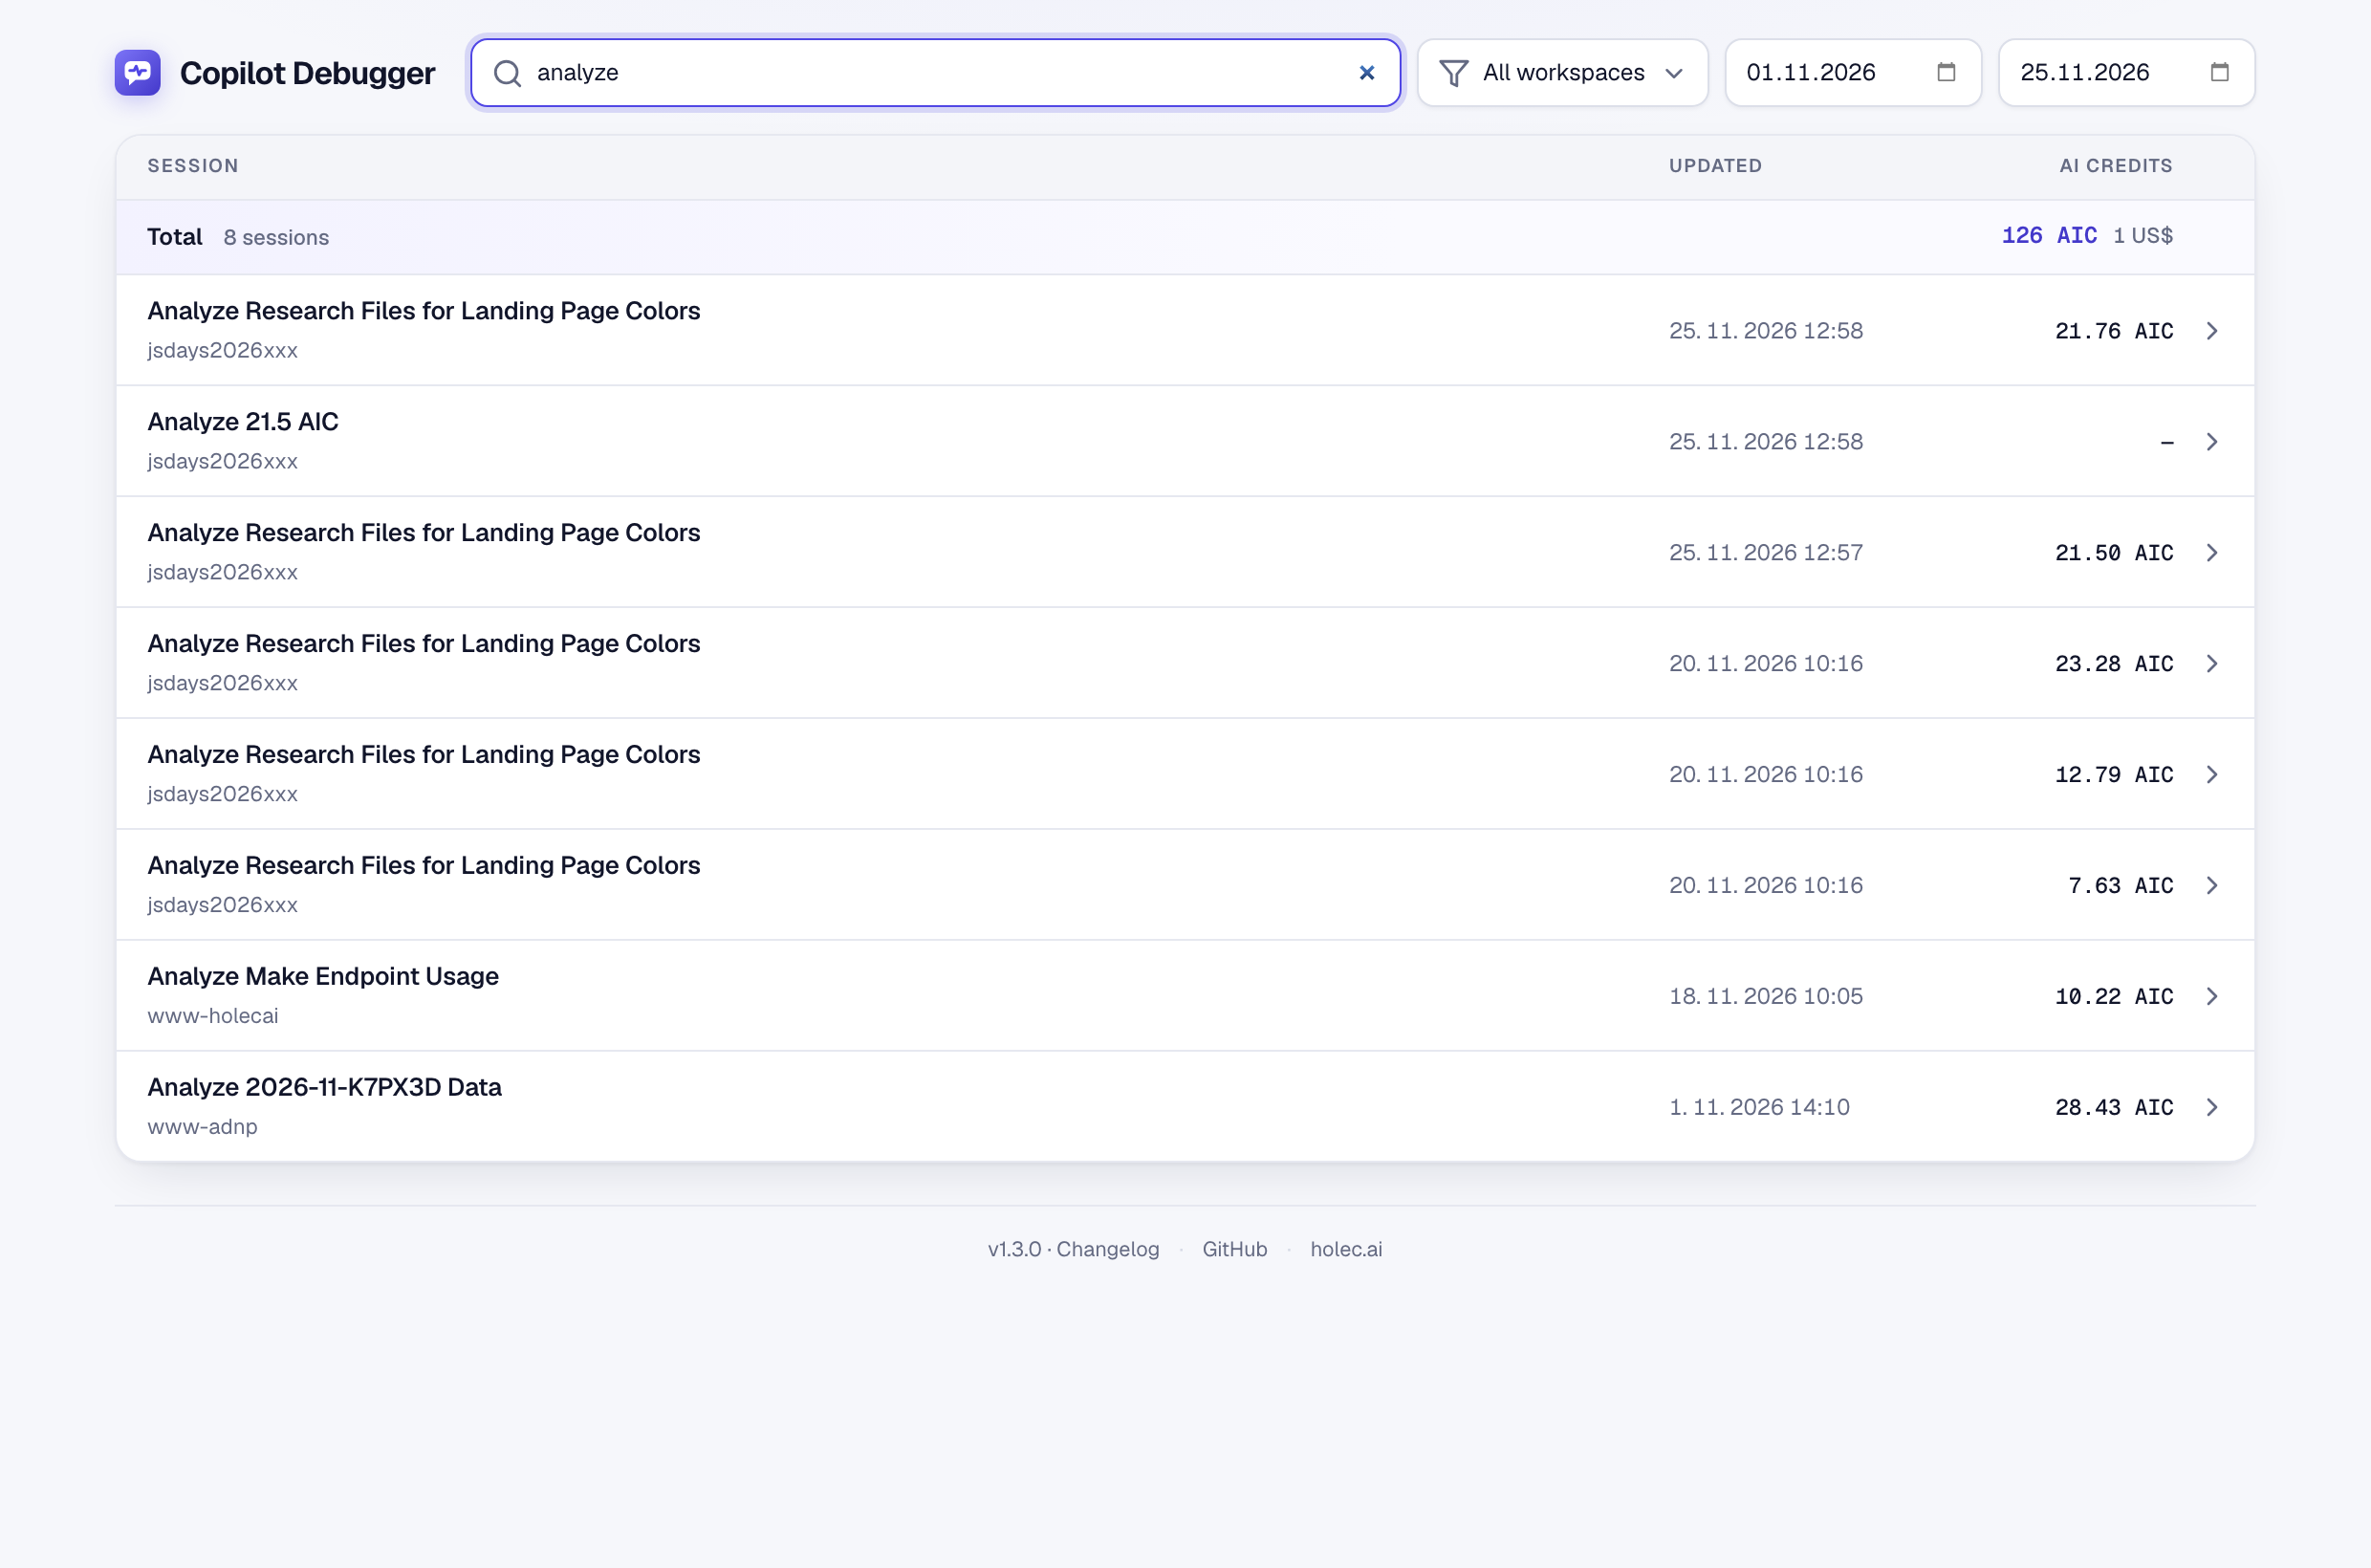 Copilot Debugger
analyze
All workspaces
01.11.2026
25.11.2026
SESSION UPDATED AI CREDITS
Total 8 sessions 126 AIC 1 US$
Analyze Research Files for Landing Page Colors
jsdays2026xxx
25. 11. 2026 12:58
21.76 AIC
Analyze 21.5 AIC
jsdays2026xxx
25. 11. 2026 12:58
–
Analyze Research Files for Landing Page Colors
jsdays2026xxx
25. 11. 2026 12:57
21.50 AIC
Analyze Research Files for Landing Page Colors
jsdays2026xxx
20. 11. 2026 10:16
23.28 AIC
Analyze Research Files for Landing Page Colors
jsdays2026xxx
20. 11. 2026 10:16
12.79 AIC
Analyze Research Files for Landing Page Colors
jsdays2026xxx
20. 11. 2026 10:16
7.63 AIC
Analyze Make Endpoint Usage
www-holecai
18. 11. 2026 10:05
10.22 AIC
Analyze 2026-11-K7PX3D Data
www-adnp
1. 11. 2026 14:10
28.43 AIC
v1.3.0 · Changelog · GitHub · holec.ai